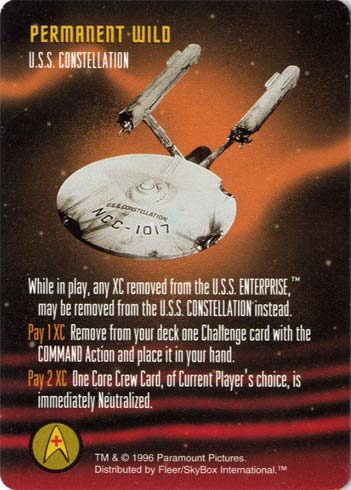 PERMANENT WILD
U.S.S. CONSTELLATION
U.S.S. CONSTELLATION
NCC-1017
While in play, any XC removed from the U.S.S. ENTERPRISE,™
may be removed from the U.S.S. CONSTELLATION instead.
Pay 1 XC Remove from your deck one Challenge card with the
COMMAND Action and place it in your hand.
Pay 2 XC One Core Crew Card, of Current Player's choice, is
immediately Neutralized.
TM & © 1996 Paramount Pictures.
Distributed by Fleer/SkyBox International.™